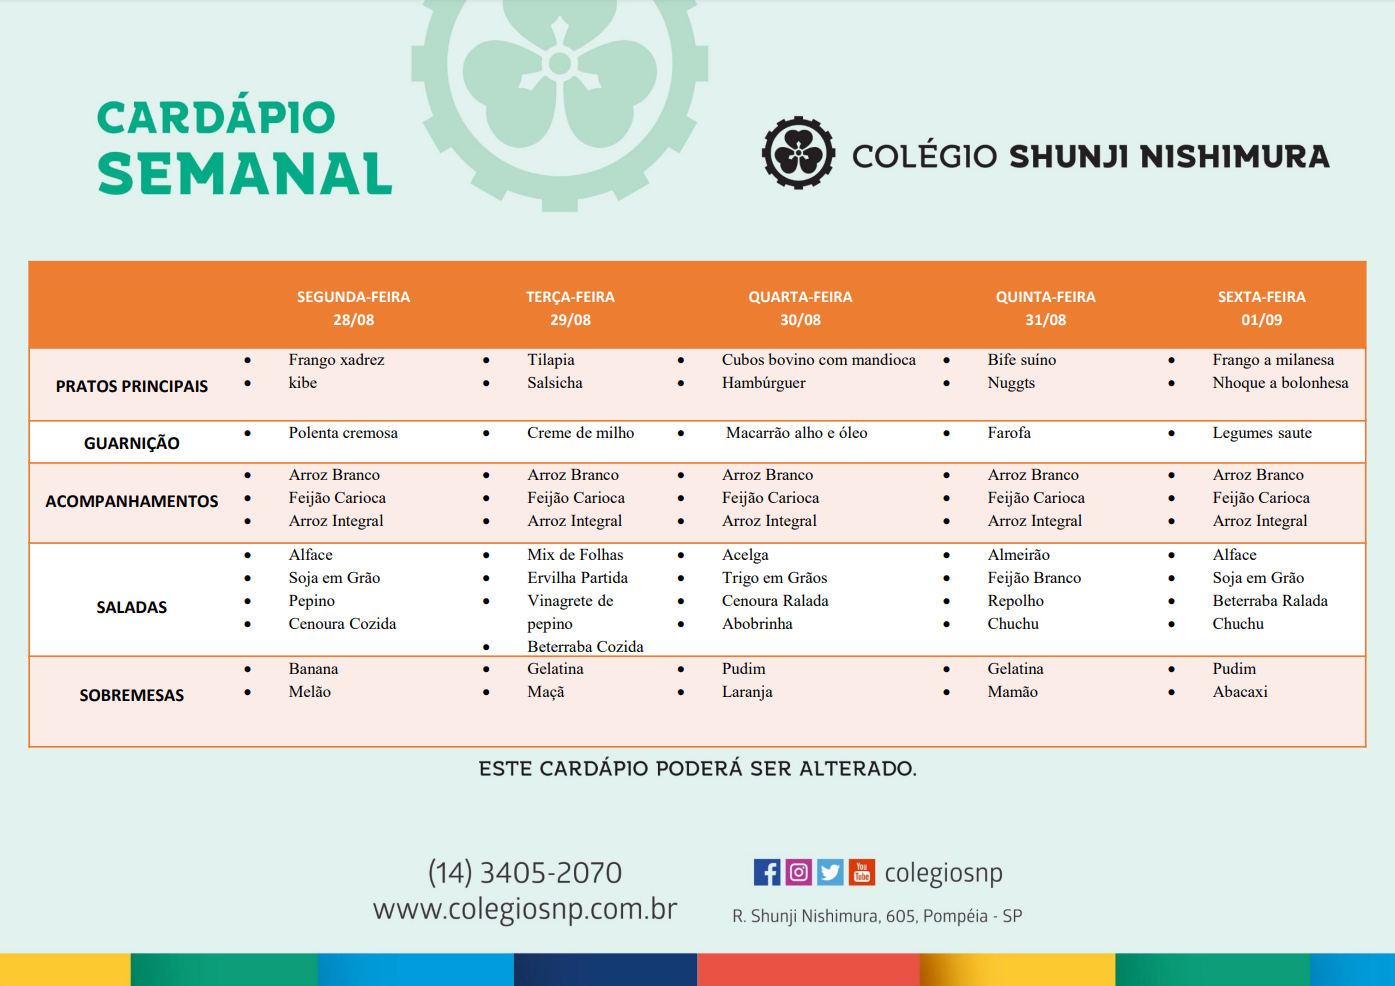 CARDÁPIO
SEMANAL
COLÉGIO SHUNJI NISHIMURA
SEGUNDA-FEIRA
28/08
TERÇA-FEIRA
29/08
QUARTA-FEIRA
30/08
QUINTA-FEIRA
31/08
SEXTA-FEIRA
01/09
PRATOS PRINCIPAIS
• Frango xadrez
• kibe
• Tilapia
• Salsicha
• Cubos bovino com mandioca
• Hambúrguer
• Bife suíno
• Nuggts
• Frango a milanesa
• Nhoque a bolonhesa
GUARNIÇÃO
• Polenta cremosa
• Creme de milho
• Macarrão alho e óleo
• Farofa
• Legumes saute
ACOMPANHAMENTOS
• Arroz Branco
• Feijão Carioca
• Arroz Integral
• Arroz Branco
• Feijão Carioca
• Arroz Integral
• Arroz Branco
• Feijão Carioca
• Arroz Integral
• Arroz Branco
• Feijão Carioca
• Arroz Integral
• Arroz Branco
• Feijão Carioca
• Arroz Integral
SALADAS
• Alface
• Soja em Grão
• Pepino
• Cenoura Cozida
• Mix de Folhas
• Ervilha Partida
• Vinagrete de
pepino
• Beterraba Cozida
• Acelga
• Trigo em Grãos
• Cenoura Ralada
• Abobrinha
• Almeirão
• Feijão Branco
• Repolho
• Chuchu
• Alface
• Soja em Grão
• Beterraba Ralada
• Chuchu
SOBREMESAS
• Banana
• Melão
• Gelatina
• Maçã
• Pudim
• Laranja
• Gelatina
• Mamão
• Pudim
• Abacaxi
ESTE CARDÁPIO PODERÁ SER ALTERADO.
(14) 3405-2070
www.colegiosnp.com.br
You
Tube
colegiosnp
R. Shunji Nishimura, 605, Pompéia - SP